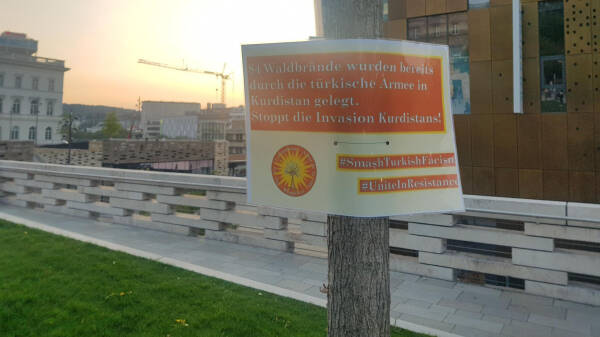 84 Waldbrände wurden bereits
durch die türkische Armee in
Kurdistan gelegt.
Stoppt die Invasion Kurdistans!
#SmashTurkishFacism
#UniteInResistance